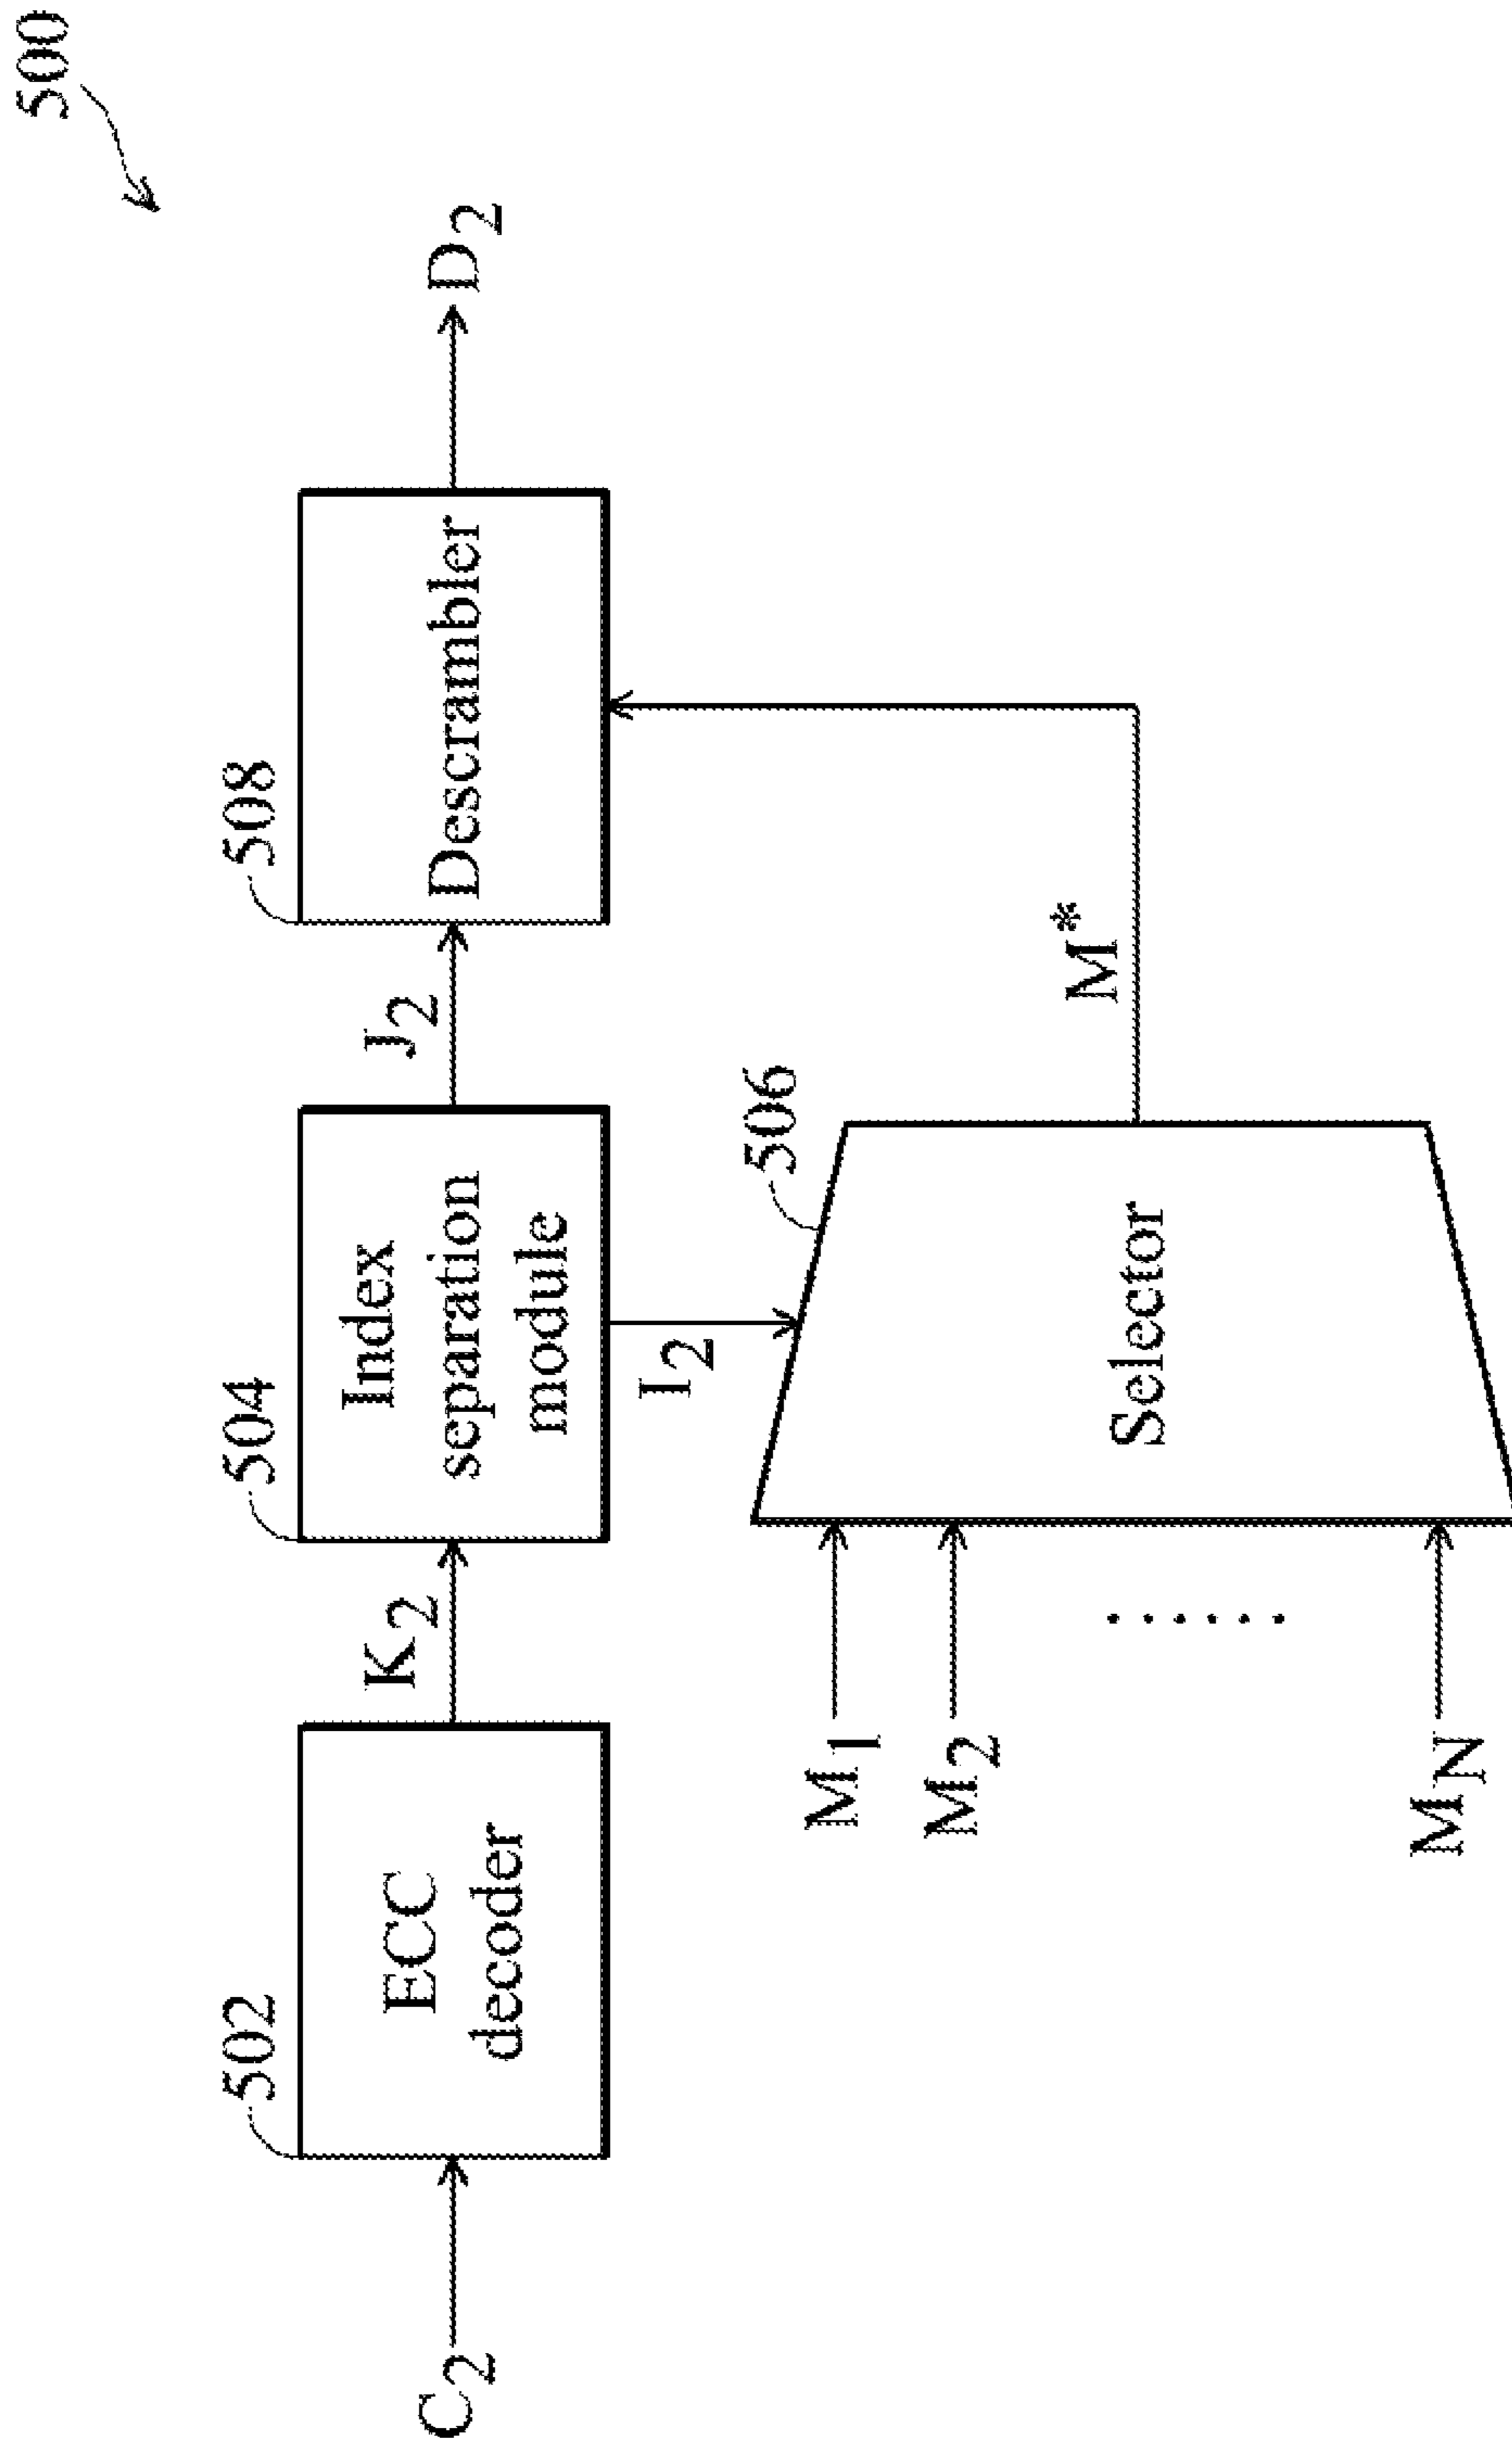 500
502
504
508
C2
ECC
decoder
K2
Index
separation
module
J2
Descrambler
D2
I2
506
M1
M2
......
MN
Selector
M*